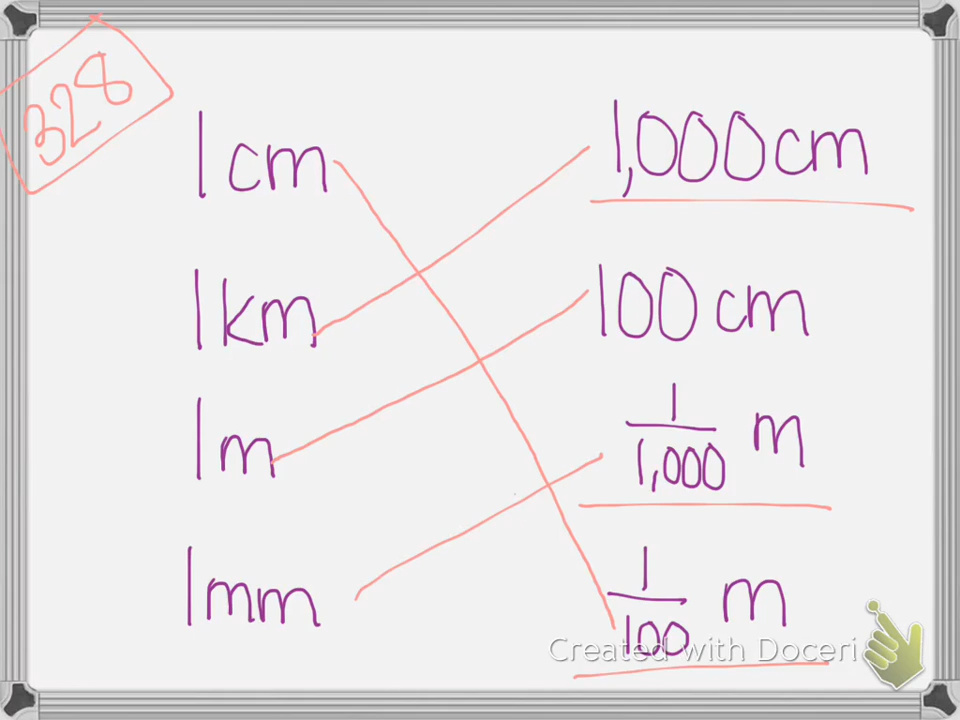 328
1 cm 1,000 cm
1 km 100 cm
1 m 1/1,000 m
1 mm 1/100 m
Created with Doceri